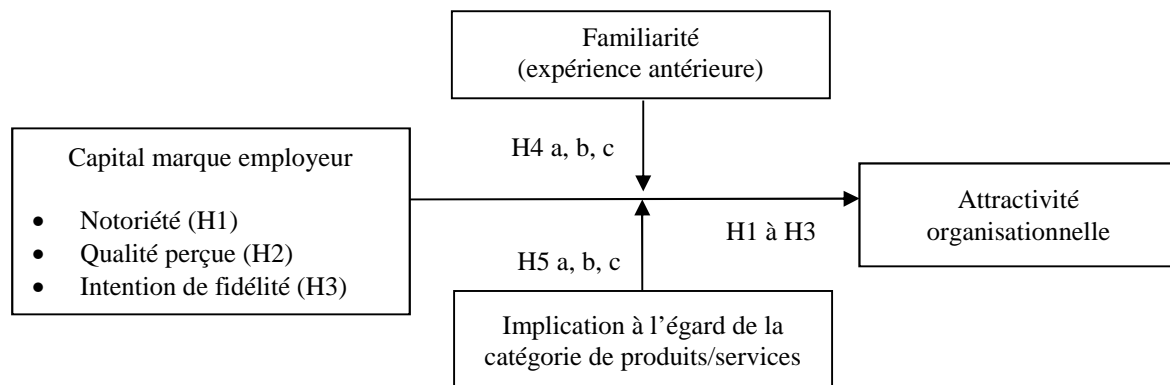 Familiarité
(expérience antérieure)
H4 a, b, c
Capital marque employeur
• Notoriété (H1)
• Qualité perçue (H2)
• Intention de fidélité (H3)
Attractivité
organisationnelle
H1 à H3
H5 a, b, c
Implication à l’égard de la
catégorie de produits/services